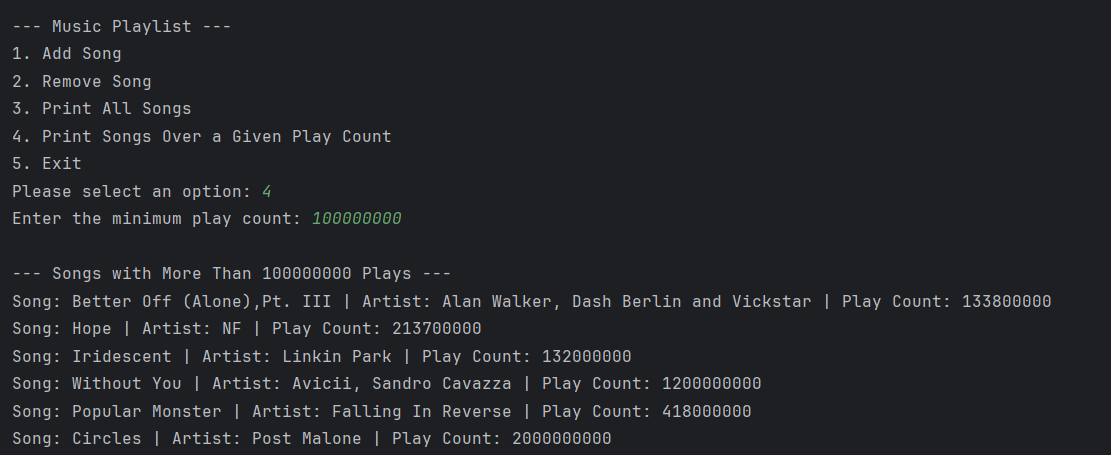 --- Music Playlist ---
1. Add Song
2. Remove Song
3. Print All Songs
4. Print Songs Over a Given Play Count
5. Exit
Please select an option: 4
Enter the minimum play count: 100000000
--- Songs with More Than 100000000 Plays ---
Song: Better Off (Alone),Pt. III | Artist: Alan Walker, Dash Berlin and Vickstar | Play Count: 133800000
Song: Hope | Artist: NF | Play Count: 213700000
Song: Iridescent | Artist: Linkin Park | Play Count: 132000000
Song: Without You | Artist: Avicii, Sandro Cavazza | Play Count: 1200000000
Song: Popular Monster | Artist: Falling In Reverse | Play Count: 418000000
Song: Circles | Artist: Post Malone | Play Count: 2000000000